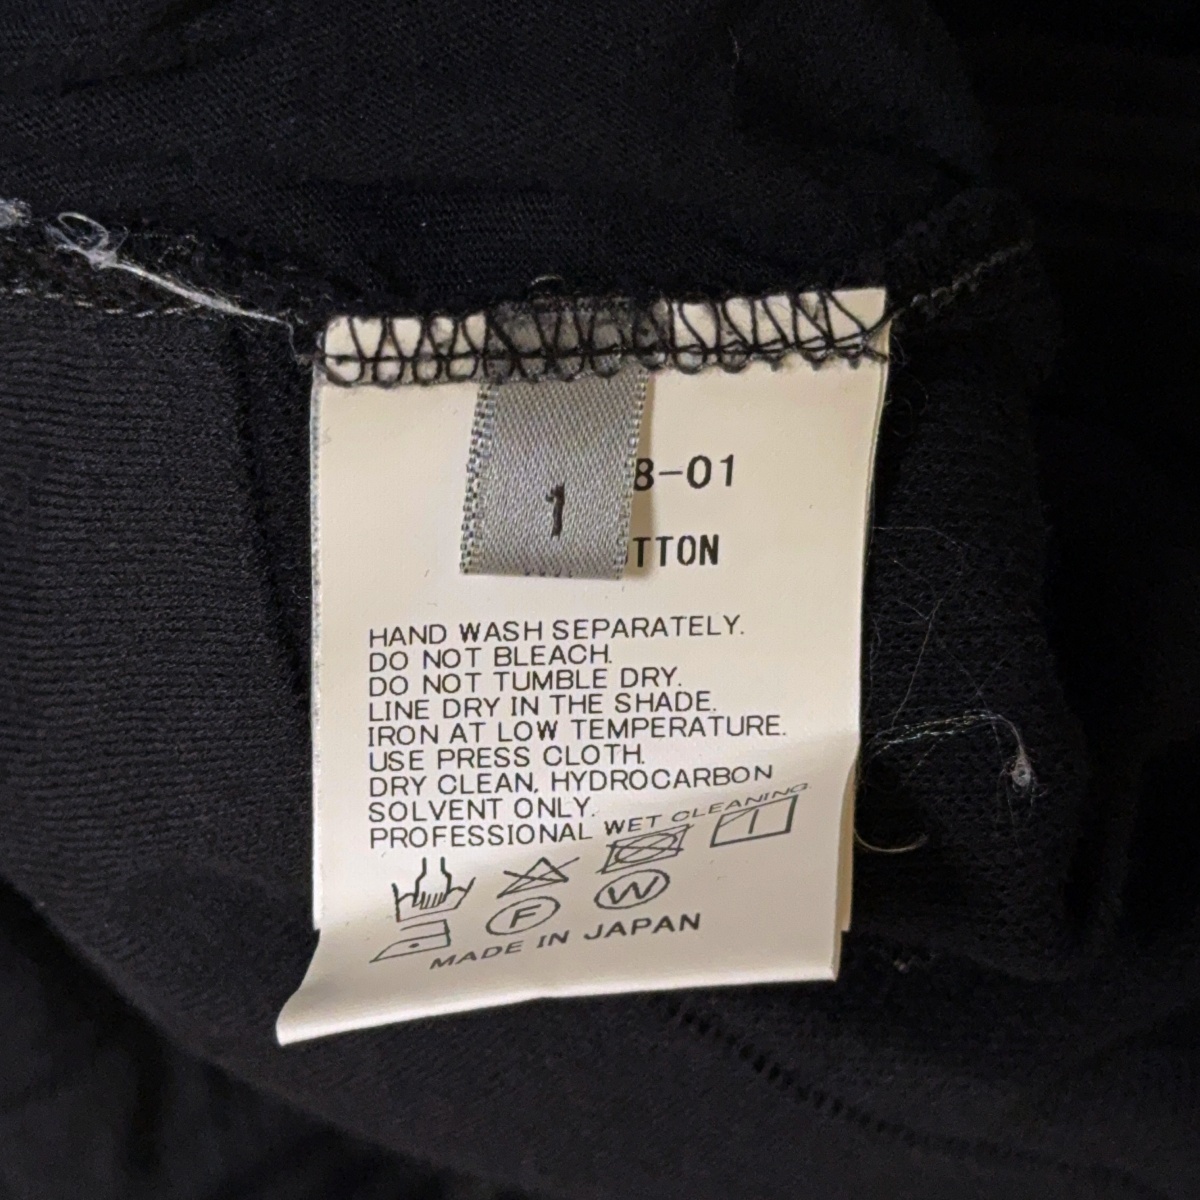 1
8-01
TTON
HAND WASH SEPARATELY.
DO NOT BLEACH.
DO NOT TUMBLE DRY.
LINE DRY IN THE SHADE.
IRON AT LOW TEMPERATURE.
USE PRESS CLOTH.
DRY CLEAN, HYDROCARBON
SOLVENT ONLY.
PROFESSIONAL WET CLEANING.
F W
MADE IN JAPAN